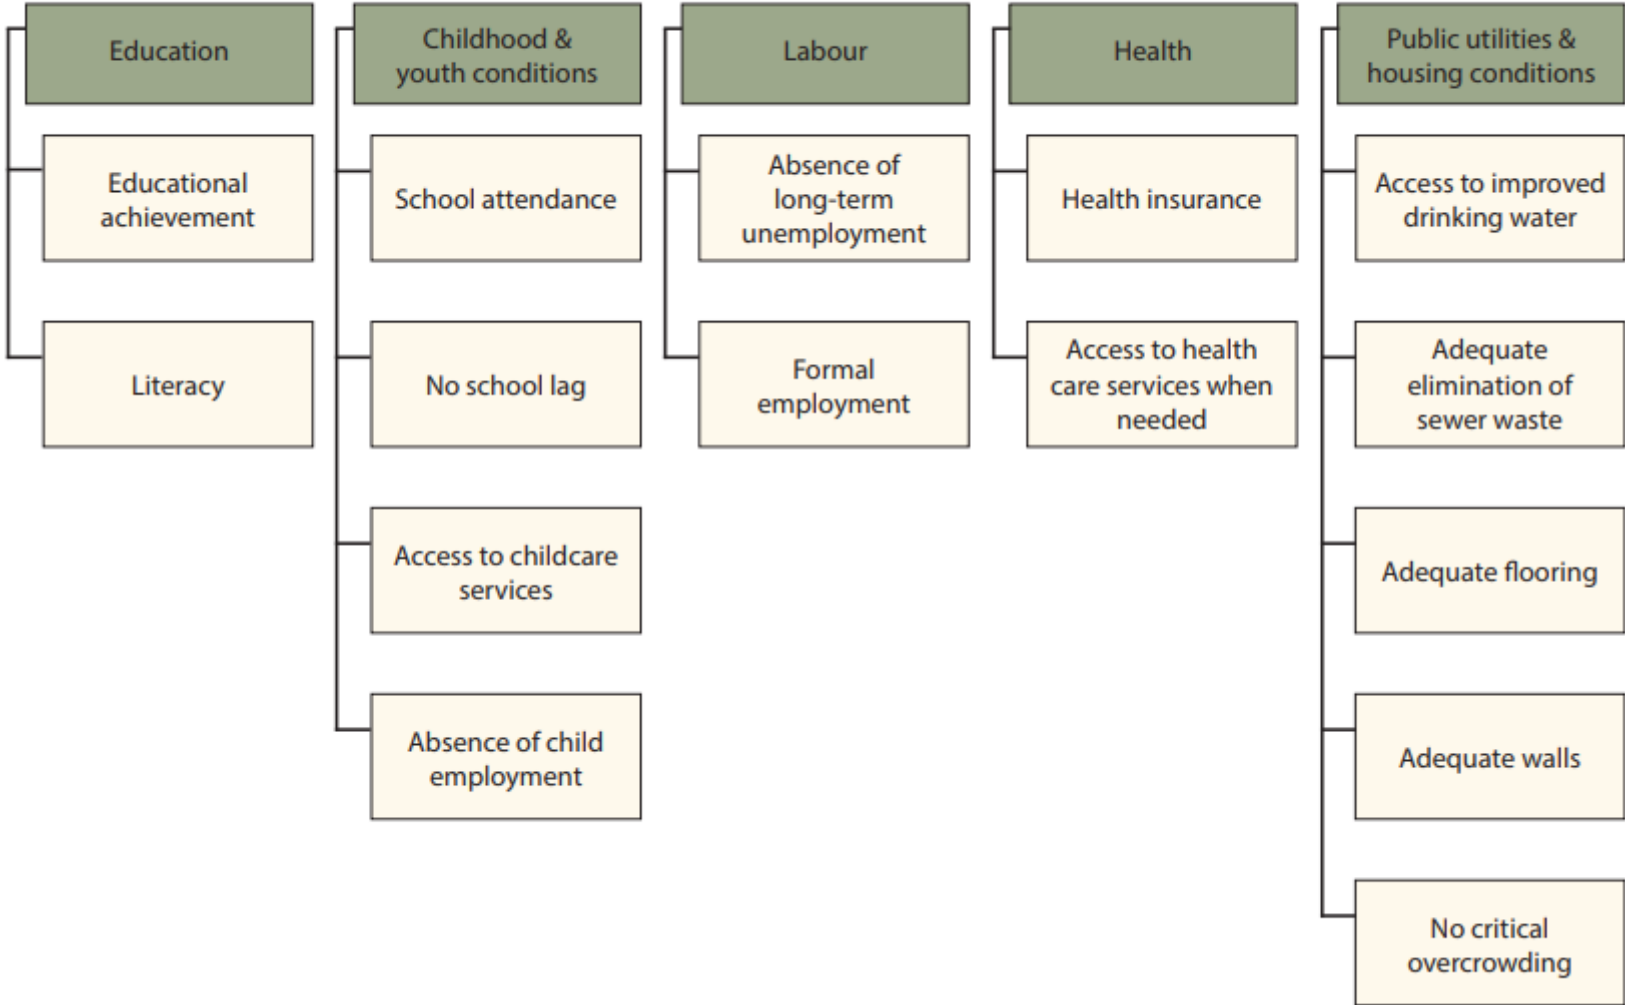 Education
Educational
achievement
Literacy
Childhood &
youth conditions
School attendance
No school lag
Access to childcare
services
Absence of child
employment
Labour
Absence of
long-term
unemployment
Formal
employment
Health
Health insurance
Access to health
care services when
needed
Public utilities &
housing conditions
Access to improved
drinking water
Adequate
elimination of
sewer waste
Adequate flooring
Adequate walls
No critical
overcrowding